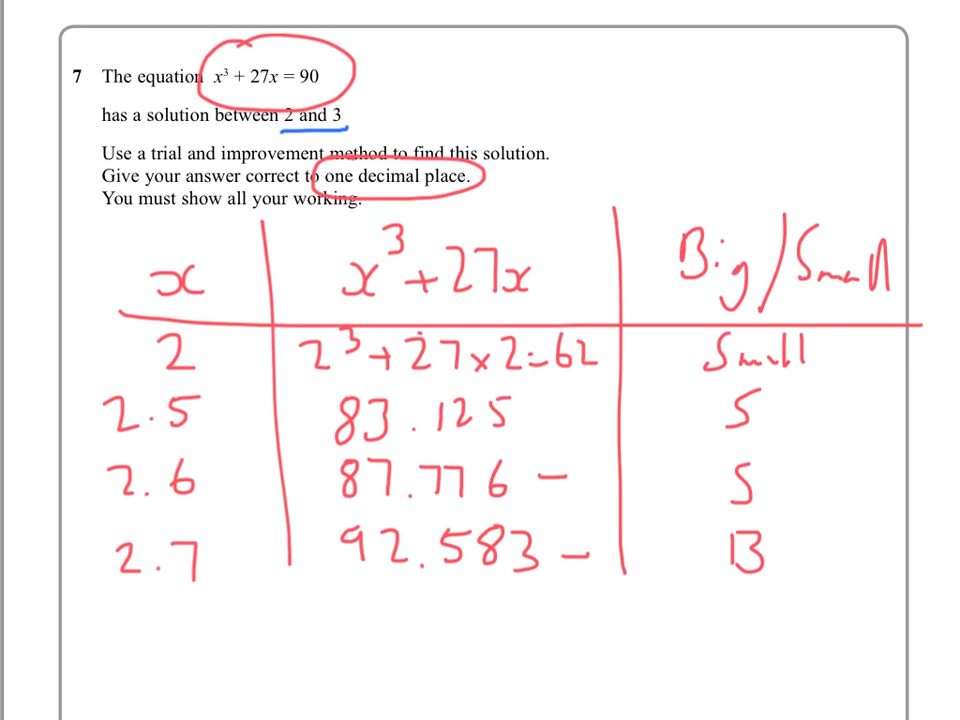 7 The equation x³ + 27x = 90
has a solution between 2 and 3
Use a trial and improvement method to find this solution.
Give your answer correct to one decimal place.
You must show all your working.
x x³+27x Big/Small
2 2³+27×2=62 Small
2.5 83.125 S
2.6 87.776 – S
2.7 92.583 – B